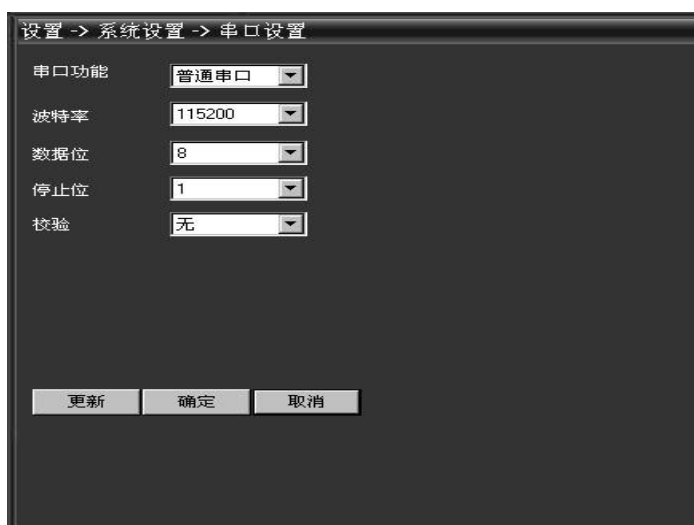 设置 -> 系统设置 -> 串口设置
串口功能 普通串口
波特率 115200
数据位 8
停止位 1
校验 无
更新 确定 取消